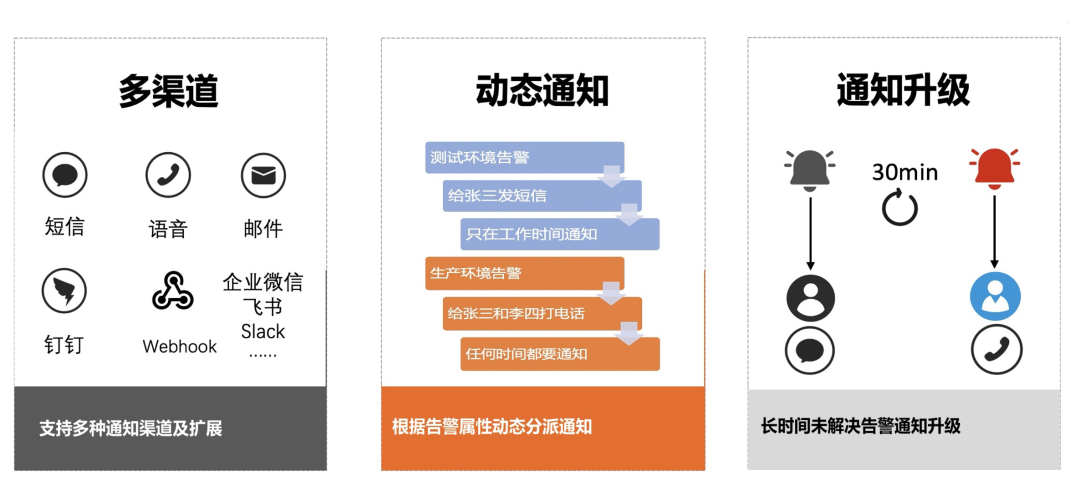 多渠道
短信
语音
邮件
钉钉
Webhook
企业微信
飞书
Slack
......
支持多种通知渠道及扩展
动态通知
测试环境告警
给张三发短信
只在工作时间通知
生产环境告警
给张三和李四打电话
任何时间都要通知
根据告警属性动态分派通知
通知升级
30min
长时间未解决告警通知升级